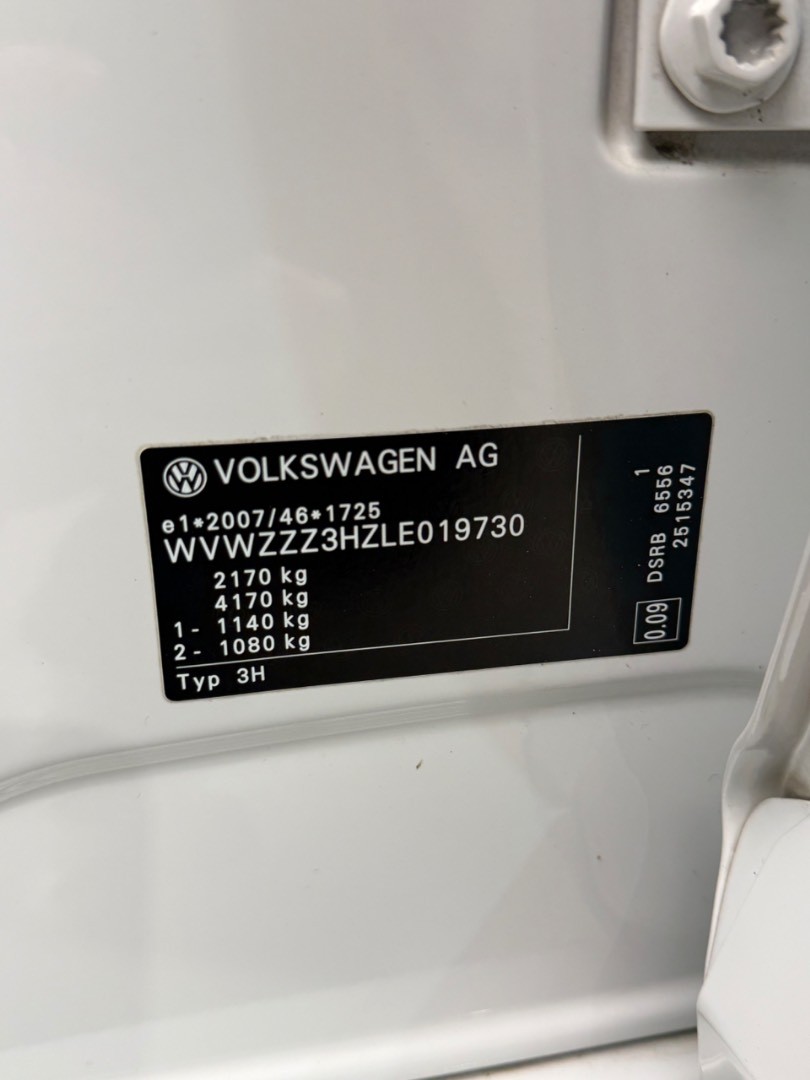 VOLKSWAGEN AG
e1*2007/46*1725
WVWZZZ3HZLE019730
2170 kg
4170 kg
1- 1140 kg
2- 1080 kg
Typ 3H
1
DSRB 6556
2515347
0.09